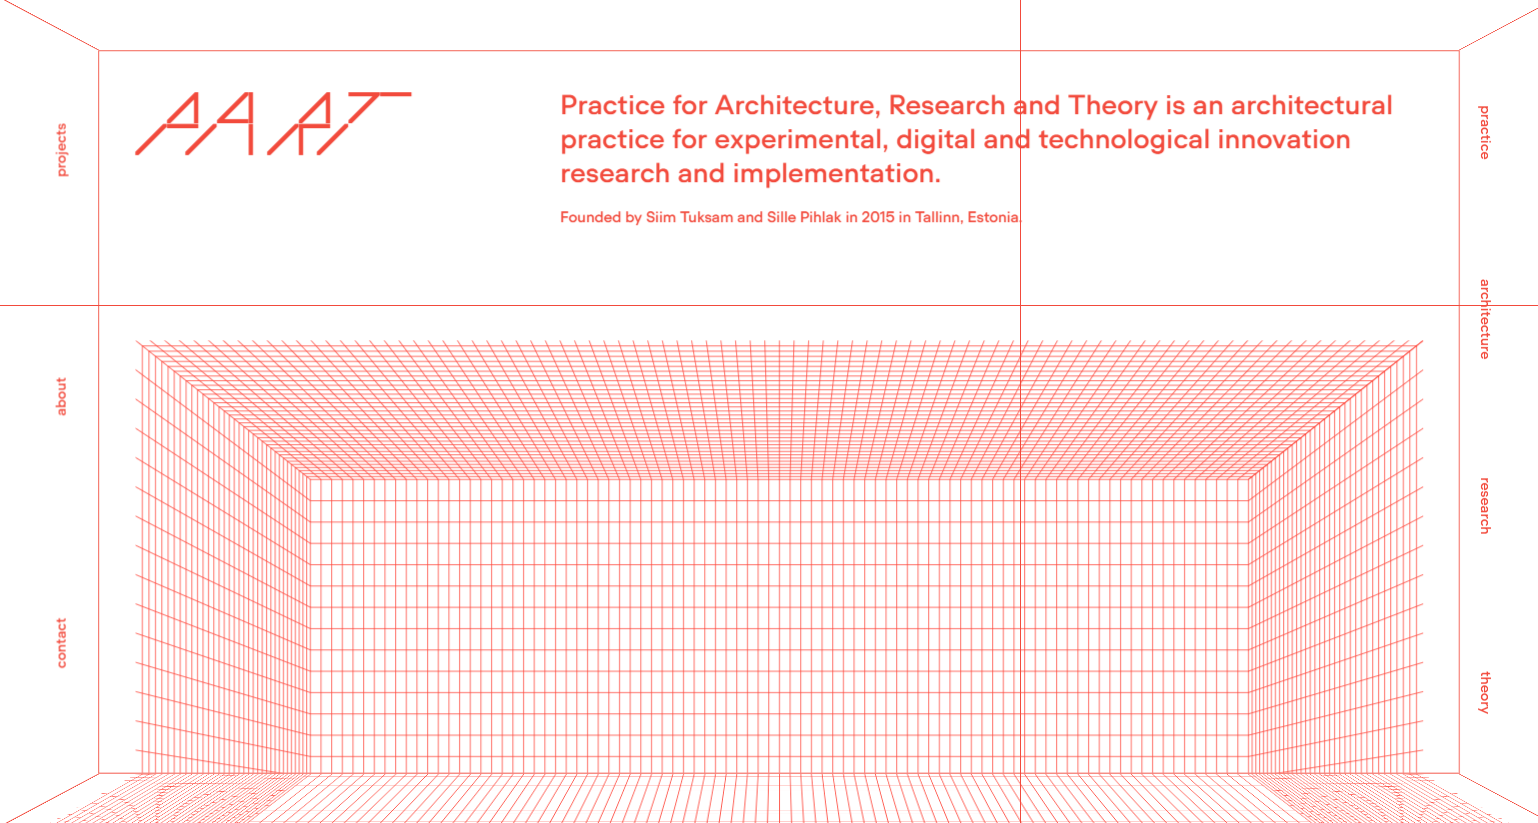 PART
Practice for Architecture, Research and Theory is an architectural
practice for experimental, digital and technological innovation
research and implementation.
Founded by Siim Tuksam and Sille Pihlak in 2015 in Tallinn, Estonia.
projects
about
contact
practice
architecture
research
theory